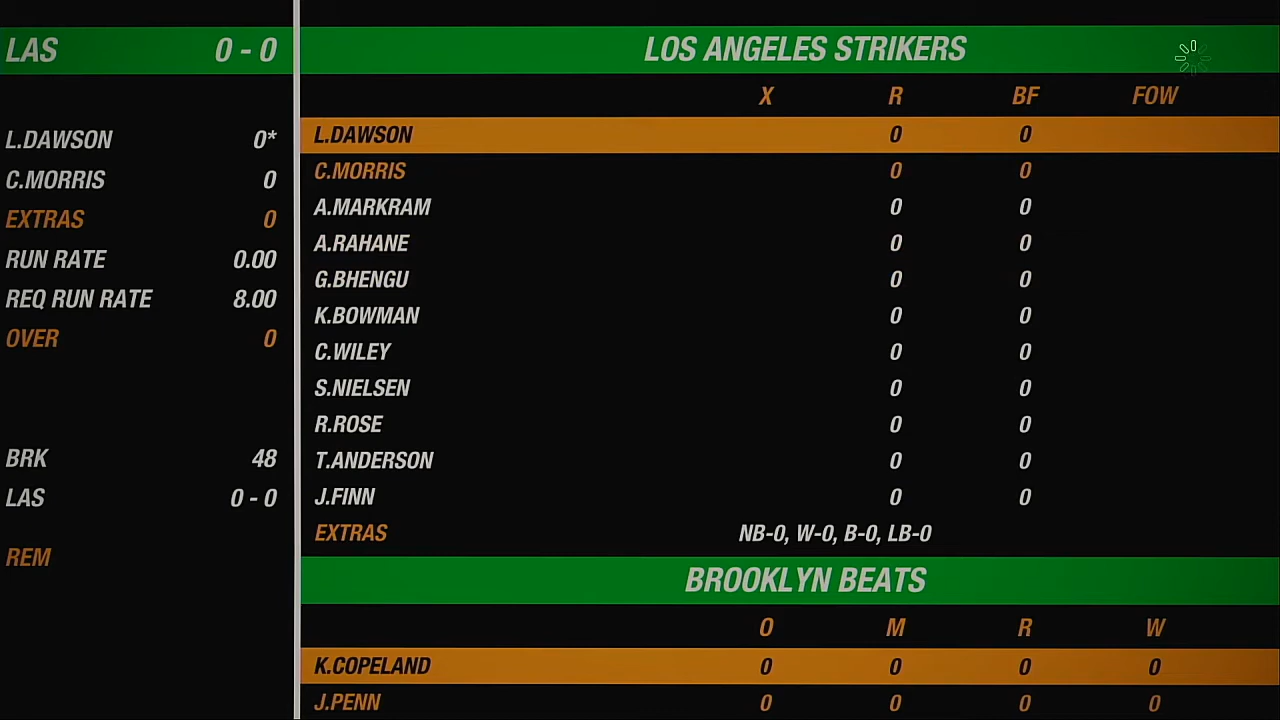 LAS 0 - 0
L.DAWSON 0*
C.MORRIS 0
EXTRAS 0
RUN RATE 0.00
REQ RUN RATE 8.00
OVER 0
BRK 48
LAS 0 - 0
REM
LOS ANGELES STRIKERS
X R BF FOW
L.DAWSON 0 0
C.MORRIS 0 0
A.MARKRAM 0 0
A.RAHANE 0 0
G.BHENGU 0 0
K.BOWMAN 0 0
C.WILEY 0 0
S.NIELSEN 0 0
R.ROSE 0 0
T.ANDERSON 0 0
J.FINN 0 0
EXTRAS NB-0, W-0, B-0, LB-0
BROOKLYN BEATS
O M R W
K.COPELAND 0 0 0 0
J.PENN 0 0 0 0